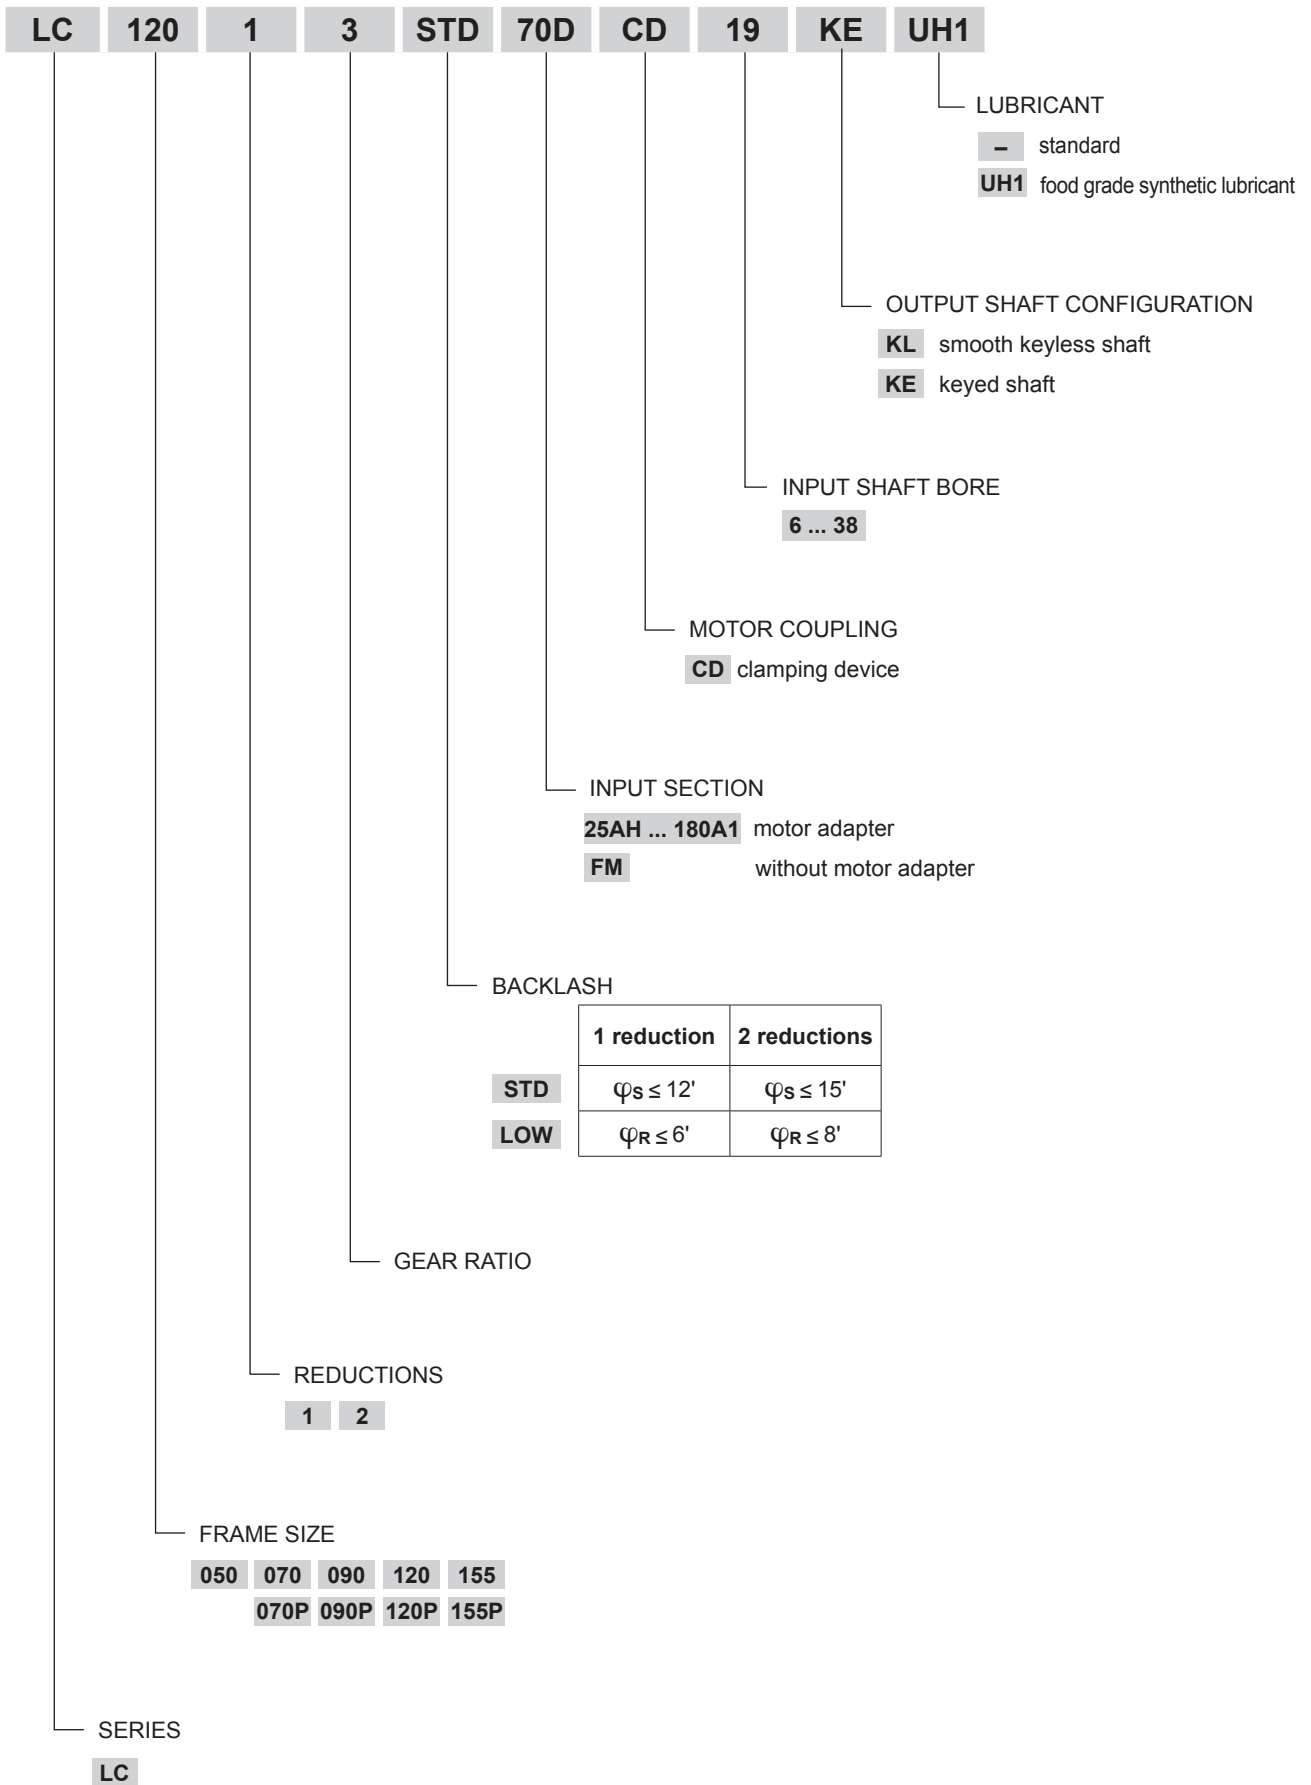 LC 120 1 3 STD 70D CD 19 KE UH1
LUBRICANT
– standard
UH1 food grade synthetic lubricant
OUTPUT SHAFT CONFIGURATION
KL smooth keyless shaft
KE keyed shaft
INPUT SHAFT BORE
6 ... 38
MOTOR COUPLING
CD clamping device
INPUT SECTION
25AH ... 180A1 motor adapter
FM without motor adapter
BACKLASH
1 reduction 2 reductions
STD φS ≤ 12' φS ≤ 15'
LOW φR ≤ 6' φR ≤ 8'
GEAR RATIO
REDUCTIONS
1 2
FRAME SIZE
050 070 090 120 155
070P 090P 120P 155P
SERIES
LC